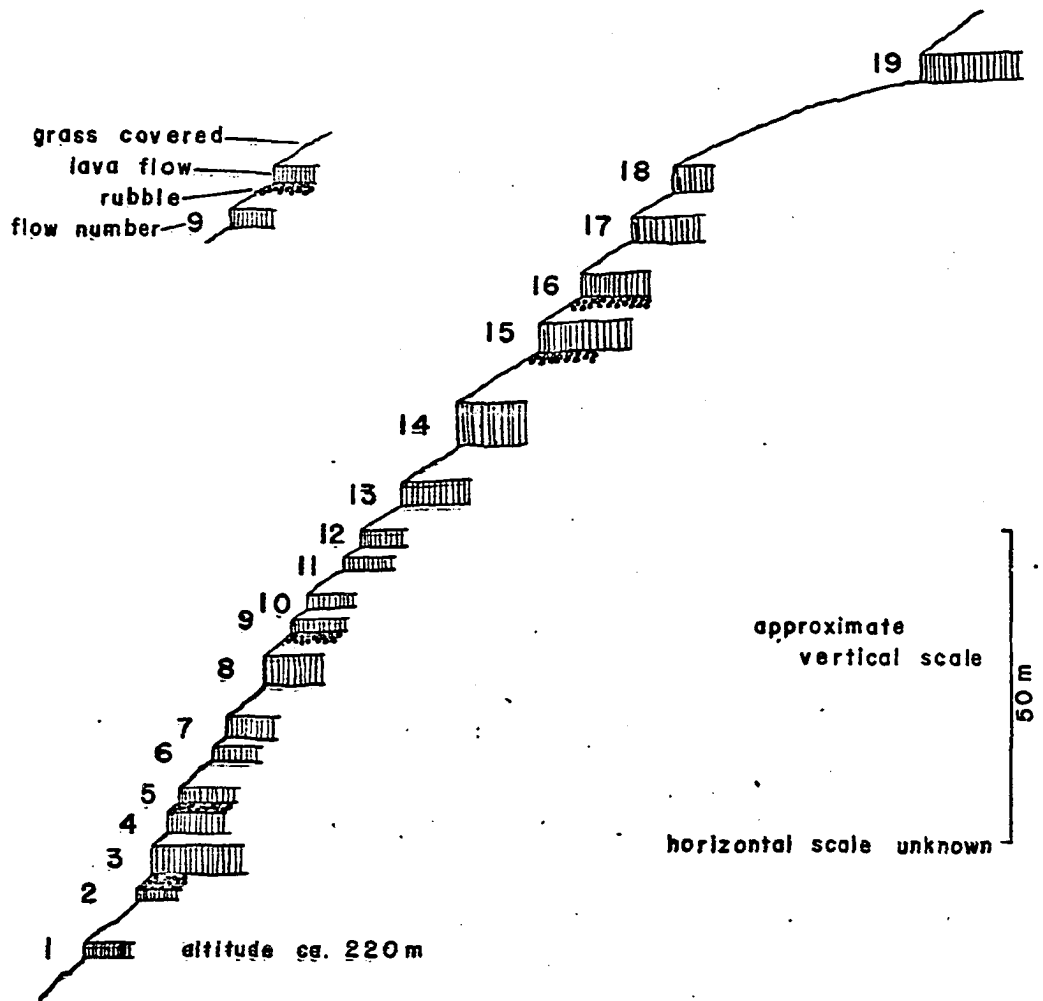 19
grass covered
lava flow
rubble
flow number 9
18
17
16
15
14
13
12
11
10
9
8
7
6
5
4
3
2
1
altitude ca. 220 m
approximate
vertical scale
50 m
horizontal scale unknown